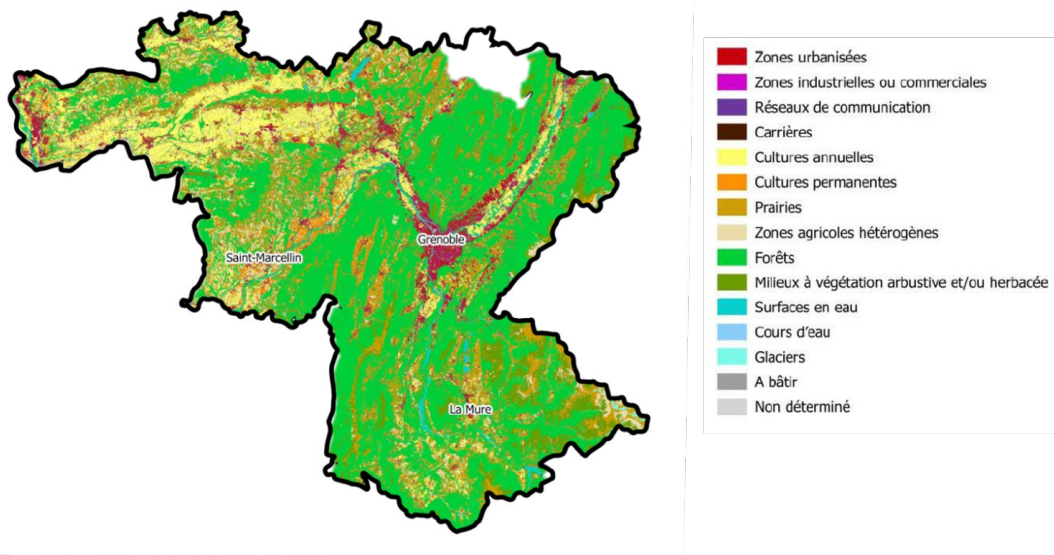 Grenoble
Saint-Marcellin
La Mure
Zones urbanisées
Zones industrielles ou commerciales
Réseaux de communication
Carrières
Cultures annuelles
Cultures permanentes
Prairies
Zones agricoles hétérogènes
Forêts
Milieux à végétation arbustive et/ou herbacée
Surfaces en eau
Cours d'eau
Glaciers
A bâtir
Non déterminé